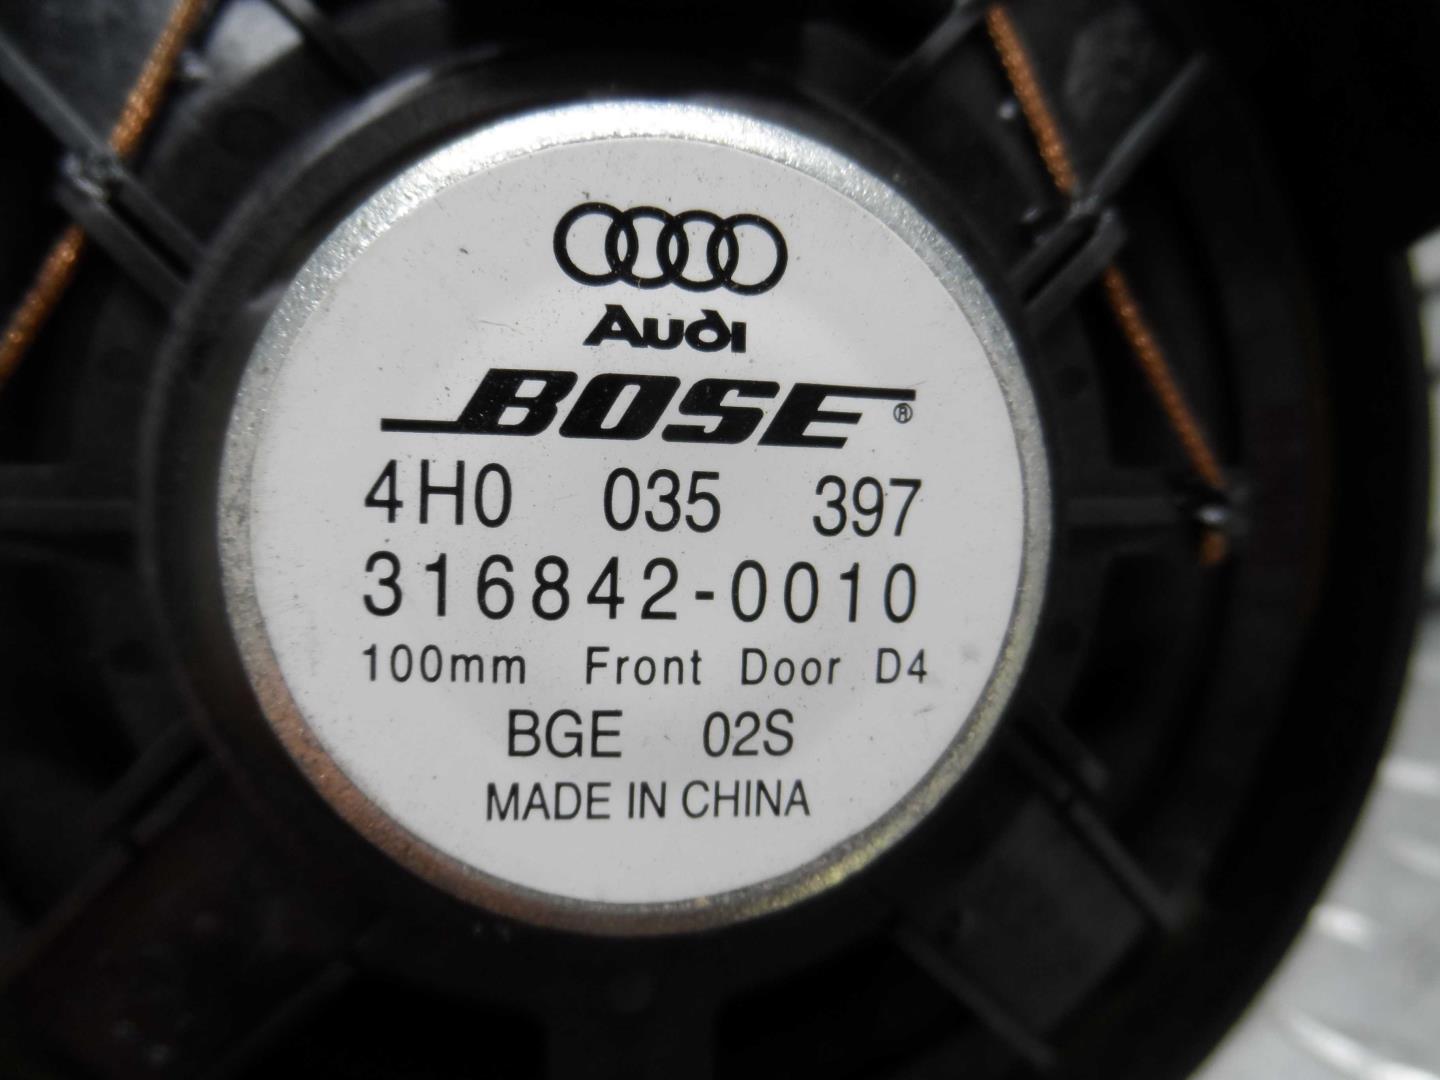 Audi
BOSE®
4H0 035 397
316842-0010
100mm Front Door D4
BGE 02S
MADE IN CHINA